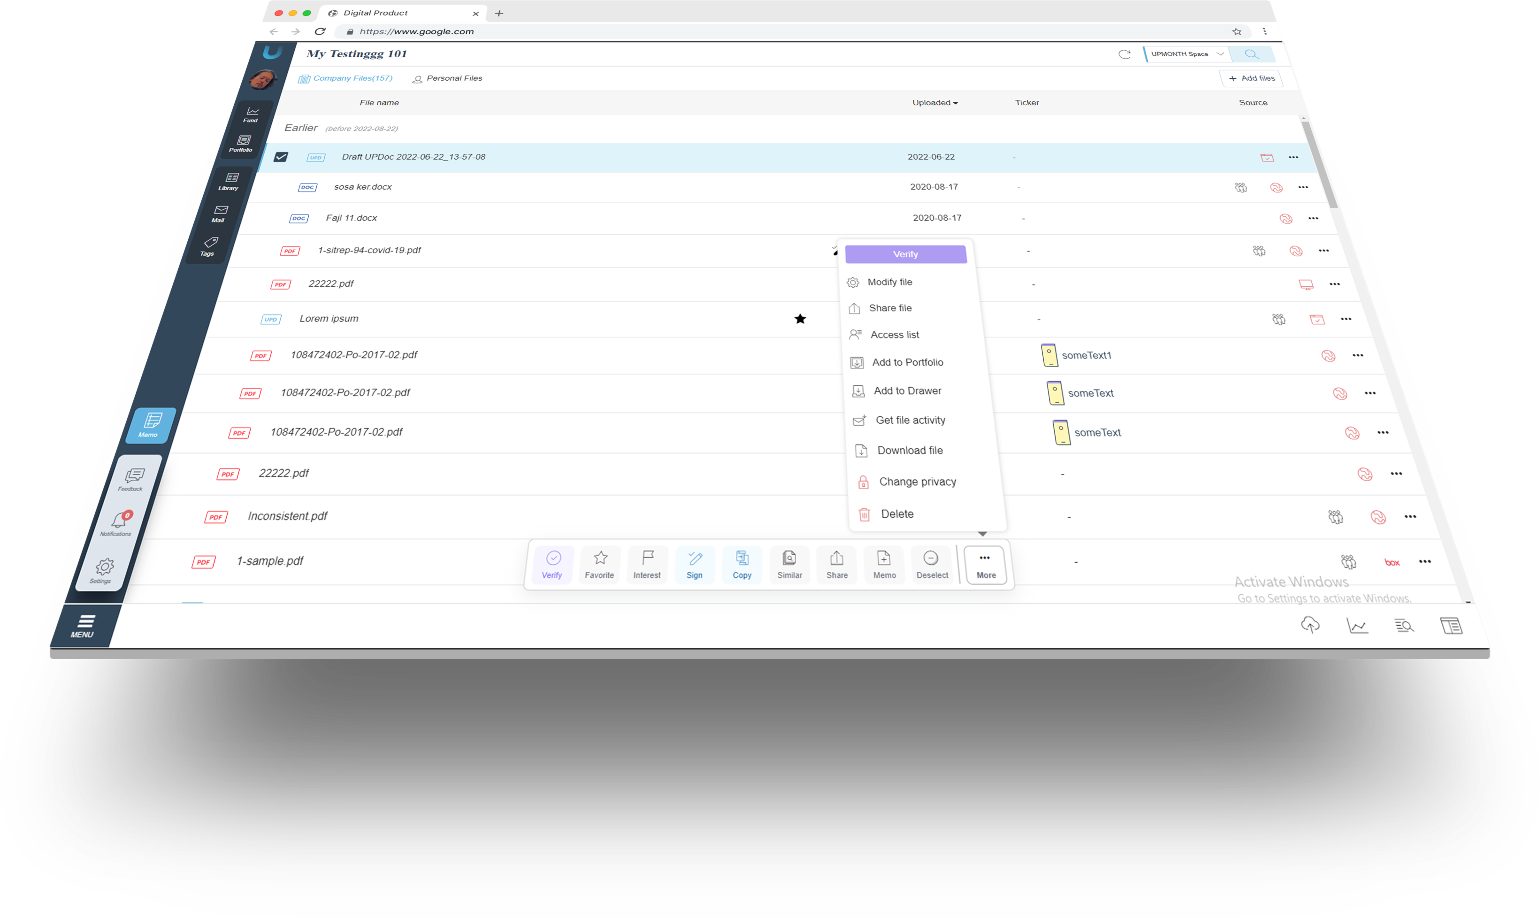 Digital Product
https://www.google.com
My Testinggg 101
UPMONTH Space
Company Files(157)
Personal Files
+ Add files
File name
Uploaded
Ticker
Source
Earlier (before 2022-08-22)
UPD Draft UPDoc 2022-06-22_13-57-08 2022-06-22 -
DOC sosa ker.docx 2020-08-17 -
DOC Fajl 11.docx 2020-08-17 -
PDF 1-sitrep-94-covid-19.pdf -
PDF 22222.pdf -
UPD Lorem ipsum -
PDF 108472402-Po-2017-02.pdf someText1
PDF 108472402-Po-2017-02.pdf someText
PDF 108472402-Po-2017-02.pdf someText
PDF 22222.pdf -
PDF Inconsistent.pdf -
PDF 1-sample.pdf - box
Fund
Portfolio
Library
Mail
Tags
Memo
Feedback
0
Notifications
Settings
MENU
Verify
Modify file
Share file
Access list
Add to Portfolio
Add to Drawer
Get file activity
Download file
Change privacy
Delete
Verify
Favorite
Interest
Sign
Copy
Similar
Share
Memo
Deselect
More
Activate Windows
Go to Settings to activate Windows.